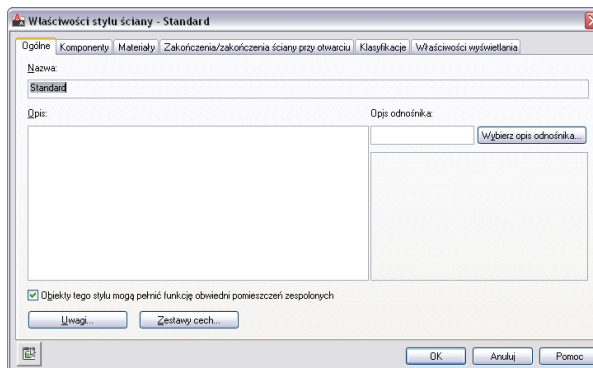 Właściwości stylu ściany - Standard
Ogólne Komponenty Materiały Zakończenia/zakończenia ściany przy otwarciu Klasyfikacje Właściwości wyświetlania
Nazwa:
Standard
Opis:
Opis odnośnika:
Wybierz opis odnośnika...
Obiekty tego stylu mogą pełnić funkcję obwiedni pomieszczeń zespolonych
Uwagi... Zestawy cech...
OK Anuluj Pomoc